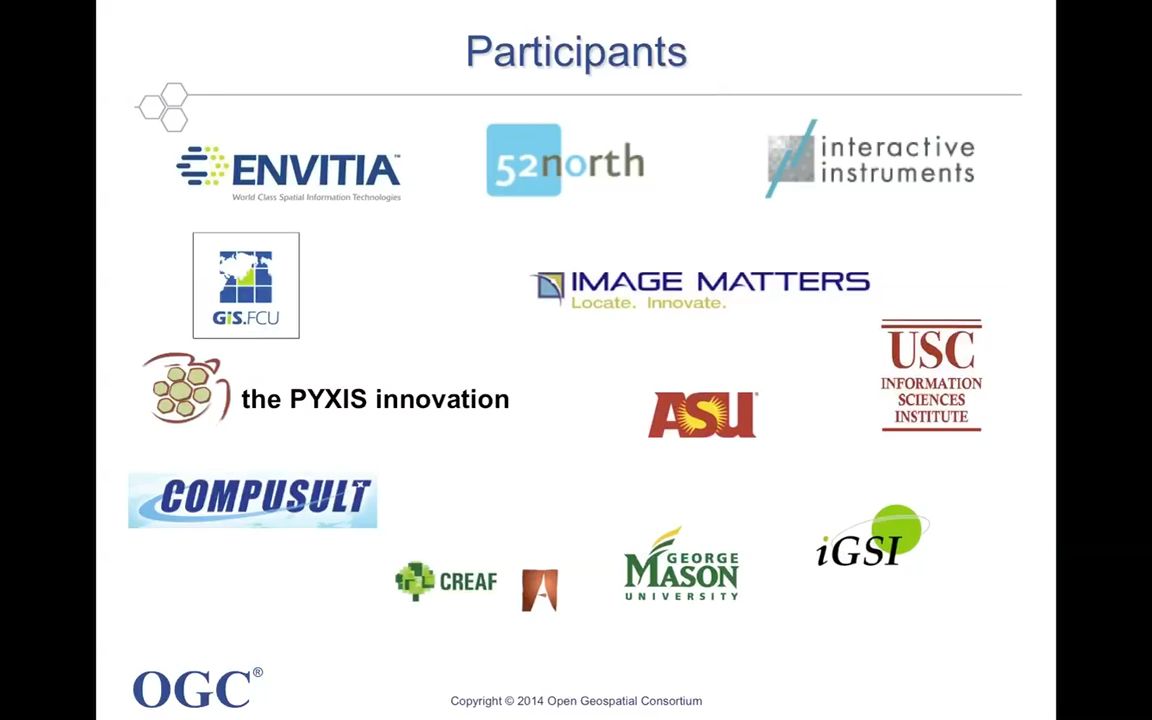 Participants
ENVITIA™
World Class Spatial Information Technologies
52north
interactive
instruments
GiS.FCU
IMAGE MATTERS
Locate. Innovate.
the PYXIS innovation
ASU
USC
INFORMATION
SCIENCES
INSTITUTE
COMPUSULT
CREAF
GEORGE
MASON
UNIVERSITY
iGSI
OGC®
Copyright © 2014 Open Geospatial Consortium